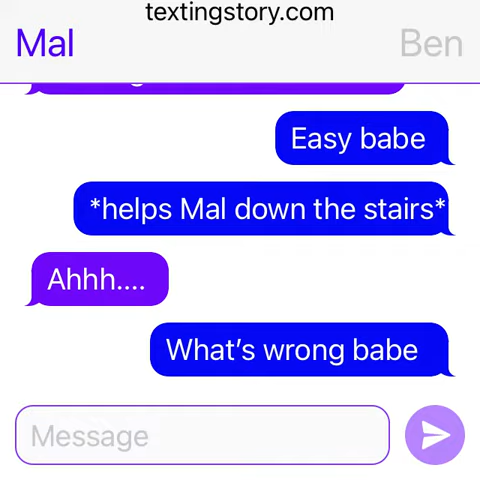 textingstory.com
Mal
Ben
Easy babe
*helps Mal down the stairs*
Ahhh....
What's wrong babe
Message